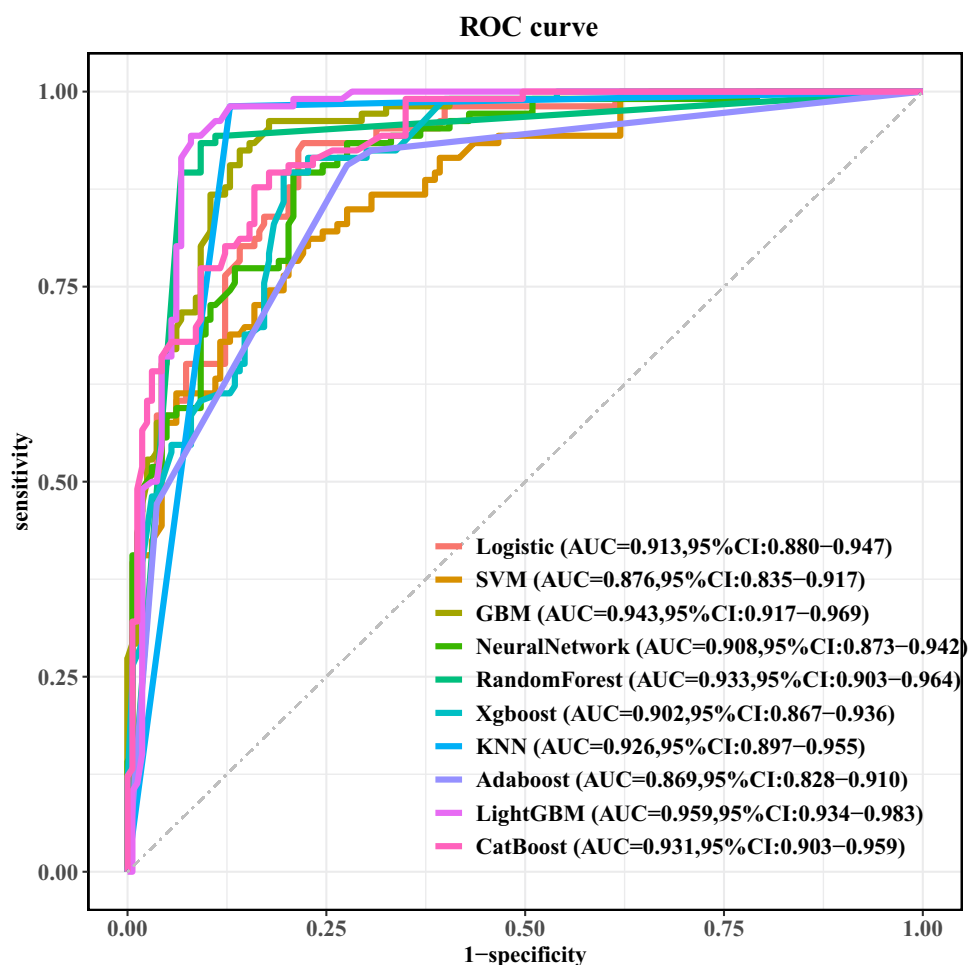 ROC curve
1.00
0.75
0.50
0.25
0.00
sensitivity
Logistic (AUC=0.913,95%CI:0.880−0.947)
SVM (AUC=0.876,95%CI:0.835−0.917)
GBM (AUC=0.943,95%CI:0.917−0.969)
NeuralNetwork (AUC=0.908,95%CI:0.873−0.942)
RandomForest (AUC=0.933,95%CI:0.903−0.964)
Xgboost (AUC=0.902,95%CI:0.867−0.936)
KNN (AUC=0.926,95%CI:0.897−0.955)
Adaboost (AUC=0.869,95%CI:0.828−0.910)
LightGBM (AUC=0.959,95%CI:0.934−0.983)
CatBoost (AUC=0.931,95%CI:0.903−0.959)
0.00 0.25 0.50 0.75 1.00
1−specificity